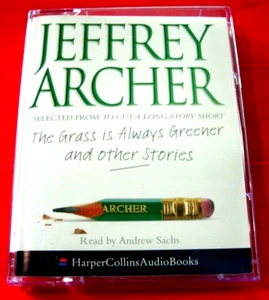 JEFFREY
ARCHER
SELECTED FROM TO CUT A LONG STORY SHORT
The Grass is Always Greener
and other Stories
ARCHER
Read by Andrew Sachs
HarperCollinsAudioBooks